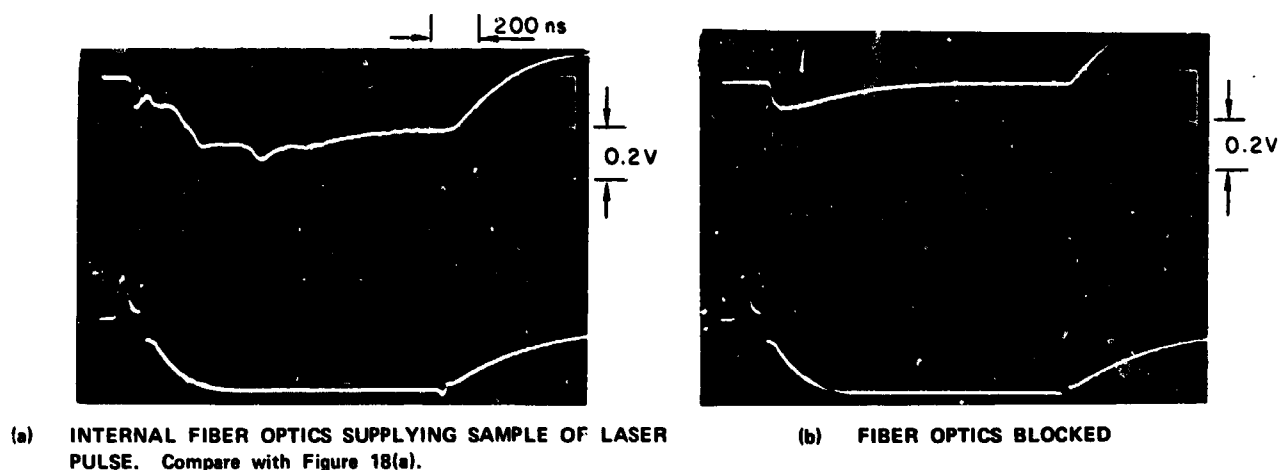 200 ns
0.2V
0.2V
(a) INTERNAL FIBER OPTICS SUPPLYING SAMPLE OF LASER
PULSE. Compare with Figure 18(a).
(b) FIBER OPTICS BLOCKED